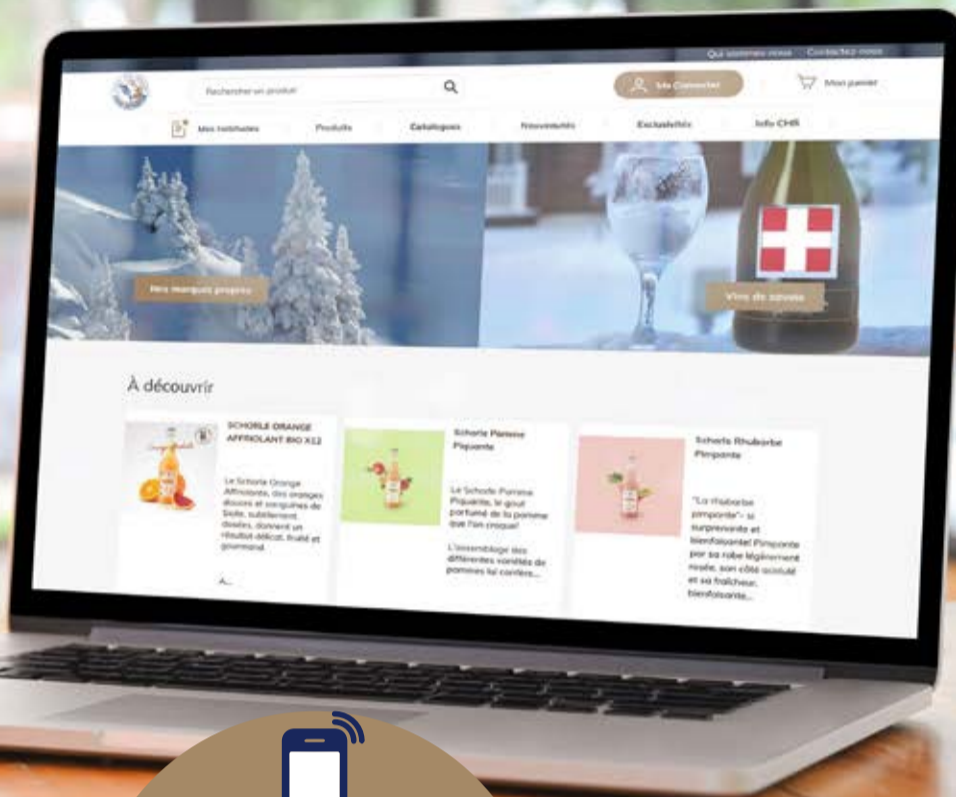 Qui sommes-nous Contactez-nous
Rechercher un produit
Me Connecter
Mon panier
Mes habitudes Produits Catalogues Nouveautés Exclusivités Info CHR
Nos marques propres
Vins de savoie
À découvrir
SCHORLE ORANGE
AFFRIOLANT BIO X12
Le Schorle Orange
Affriolante, des oranges
douces et sanguines de
Sicile, subtilement
dosées, donnent un
résultat délicat, fruité et
gourmand.
A...
Schorle Pomme
Piquante
Le Schorle Pomme
Piquante, le gout
parfumé de la pomme
que l'on croque!
L'assemblage des
différentes variétés de
pommes lui confère...
Schorle Rhubarbe
Pimpante
"La rhubarbe
pimpante"- si
surprenante et
bienfaisante! Pimpante
par sa robe légèrement
rosée, son côté acidulé
et sa fraîcheur,
bienfaisante...